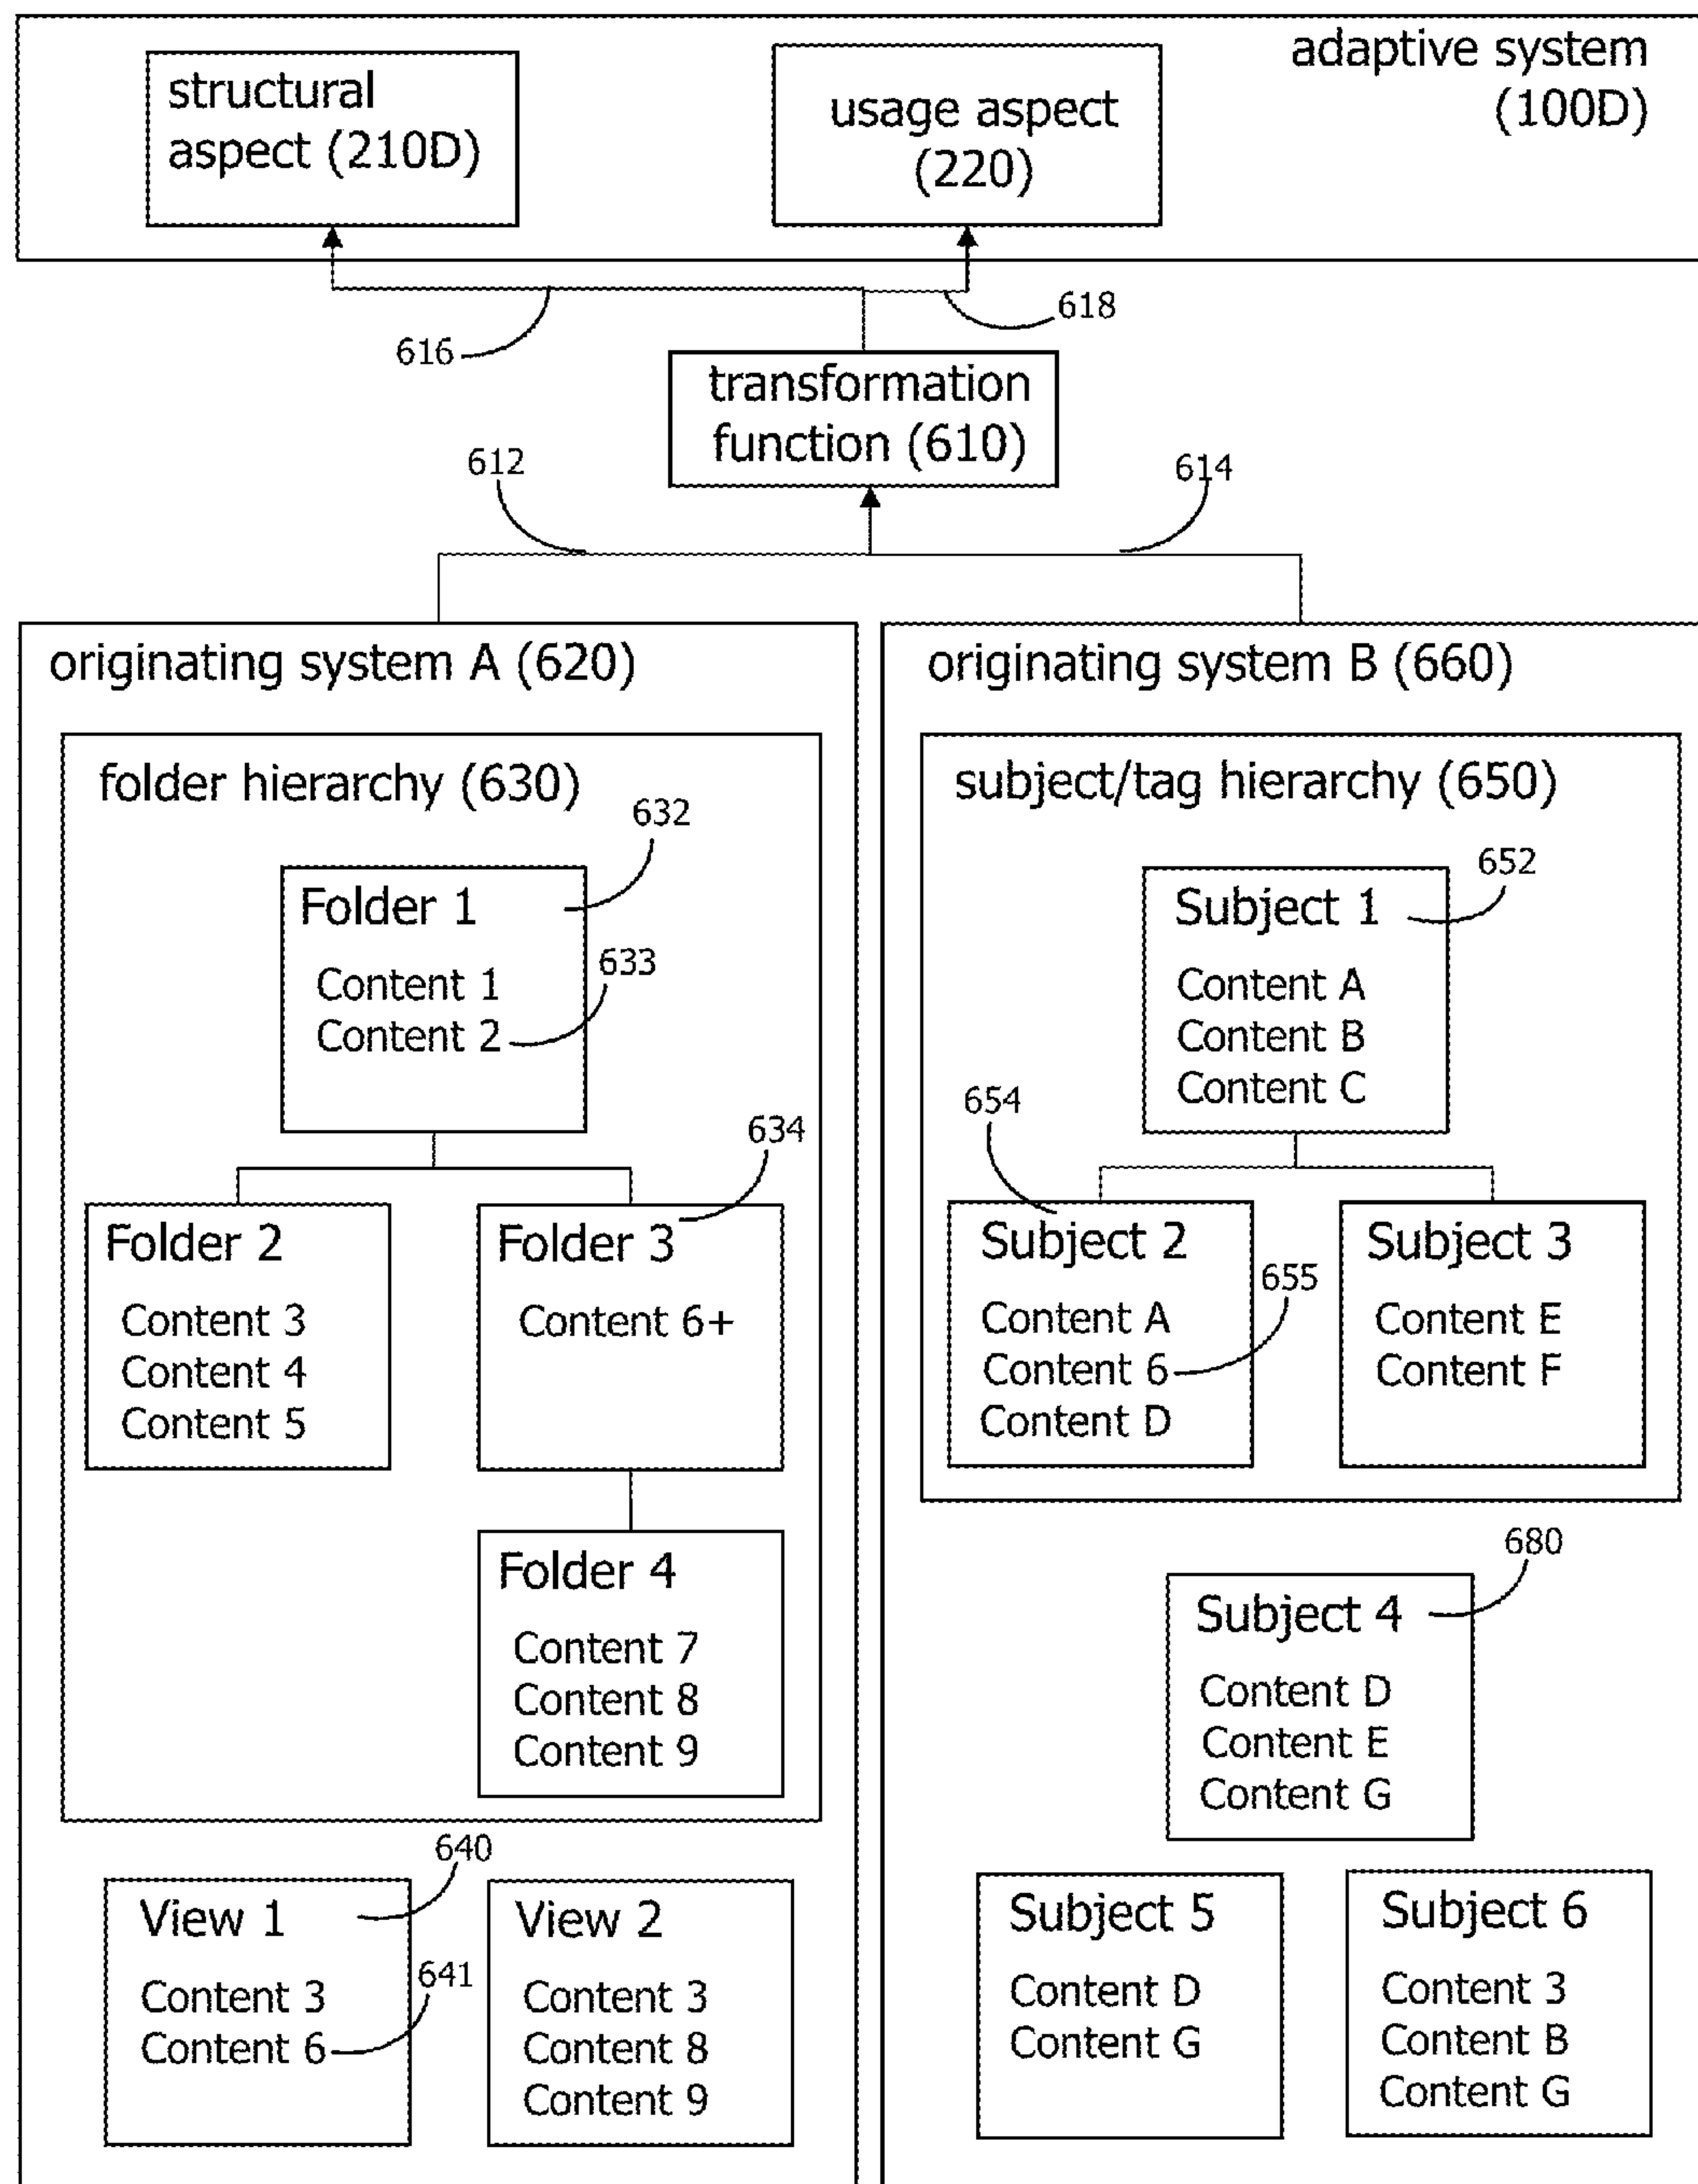 adaptive system
(100D)
structural
aspect (210D)
usage aspect
(220)
616
618
transformation
function (610)
612
614
originating system A (620)
folder hierarchy (630)
632
Folder 1
Content 1
633
Content 2
634
Folder 2
Content 3
Content 4
Content 5
Folder 3
Content 6+
Folder 4
Content 7
Content 8
Content 9
640
View 1
641
Content 3
Content 6
View 2
Content 3
Content 8
Content 9
originating system B (660)
subject/tag hierarchy (650)
652
Subject 1
Content A
Content B
Content C
654
Subject 2
655
Content A
Content 6
Content D
Subject 3
Content E
Content F
680
Subject 4
Content D
Content E
Content G
Subject 5
Content D
Content G
Subject 6
Content 3
Content B
Content G